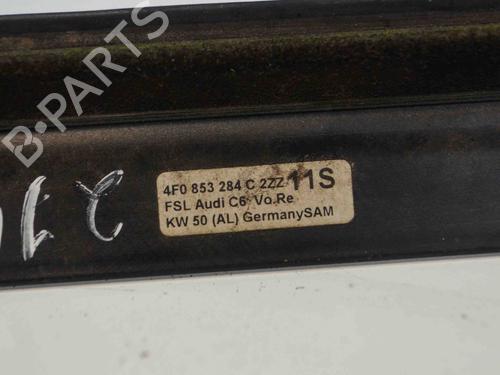 B-PARTS
4F0 853 284 C 2ZZ 11S
FSL Audi C6 Vo.Re
KW 50 (AL) GermanySAM